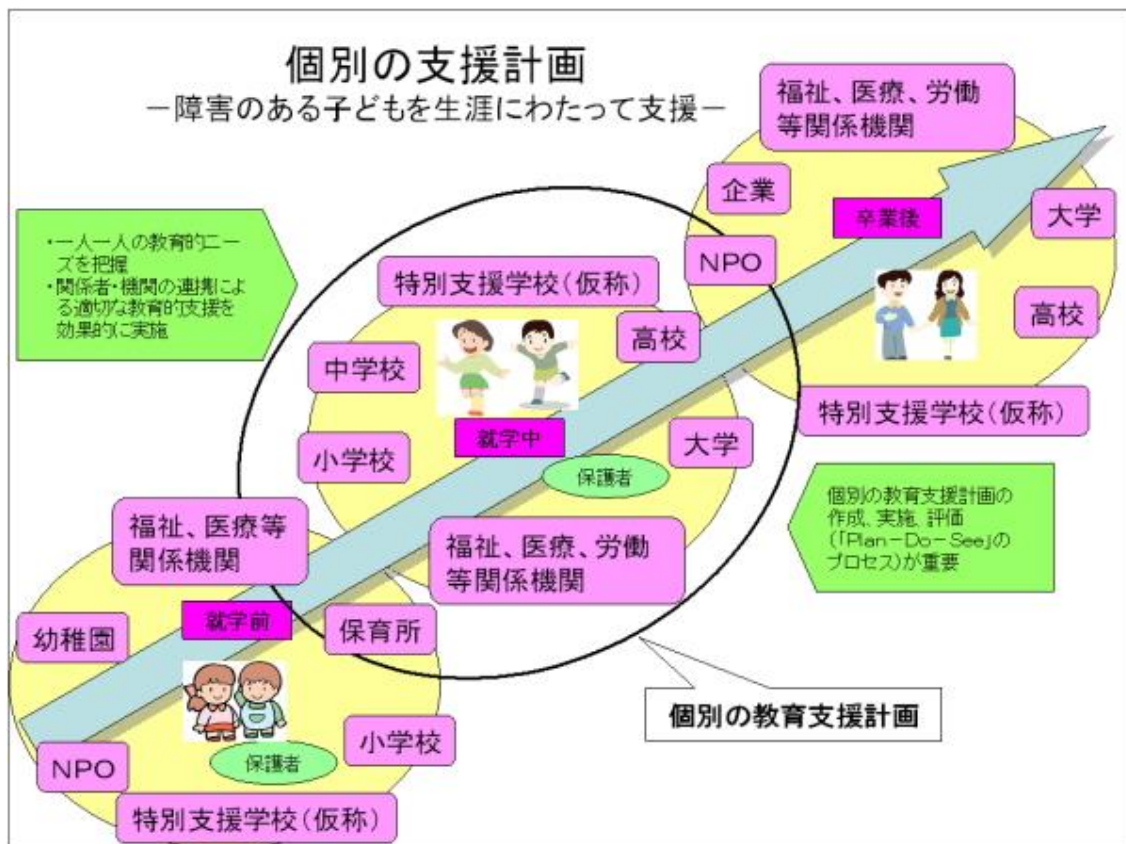 個別の支援計画
－障害のある子どもを生涯にわたって支援－
福祉、医療、労働
等関係機関
企業
卒業後
大学
NPO
高校
特別支援学校(仮称)
・一人一人の教育的ニー
ズを把握
・関係者・機関の連携によ
る適切な教育的支援を
効果的に実施
特別支援学校(仮称)
中学校
高校
就学中
小学校
大学
保護者
福祉、医療、労働
等関係機関
個別の教育支援計画の
作成、実施、評価
(「Plan－Do－See」の
プロセス)が重要
福祉、医療等
関係機関
就学前
幼稚園
保育所
小学校
保護者
NPO
特別支援学校(仮称)
個別の教育支援計画